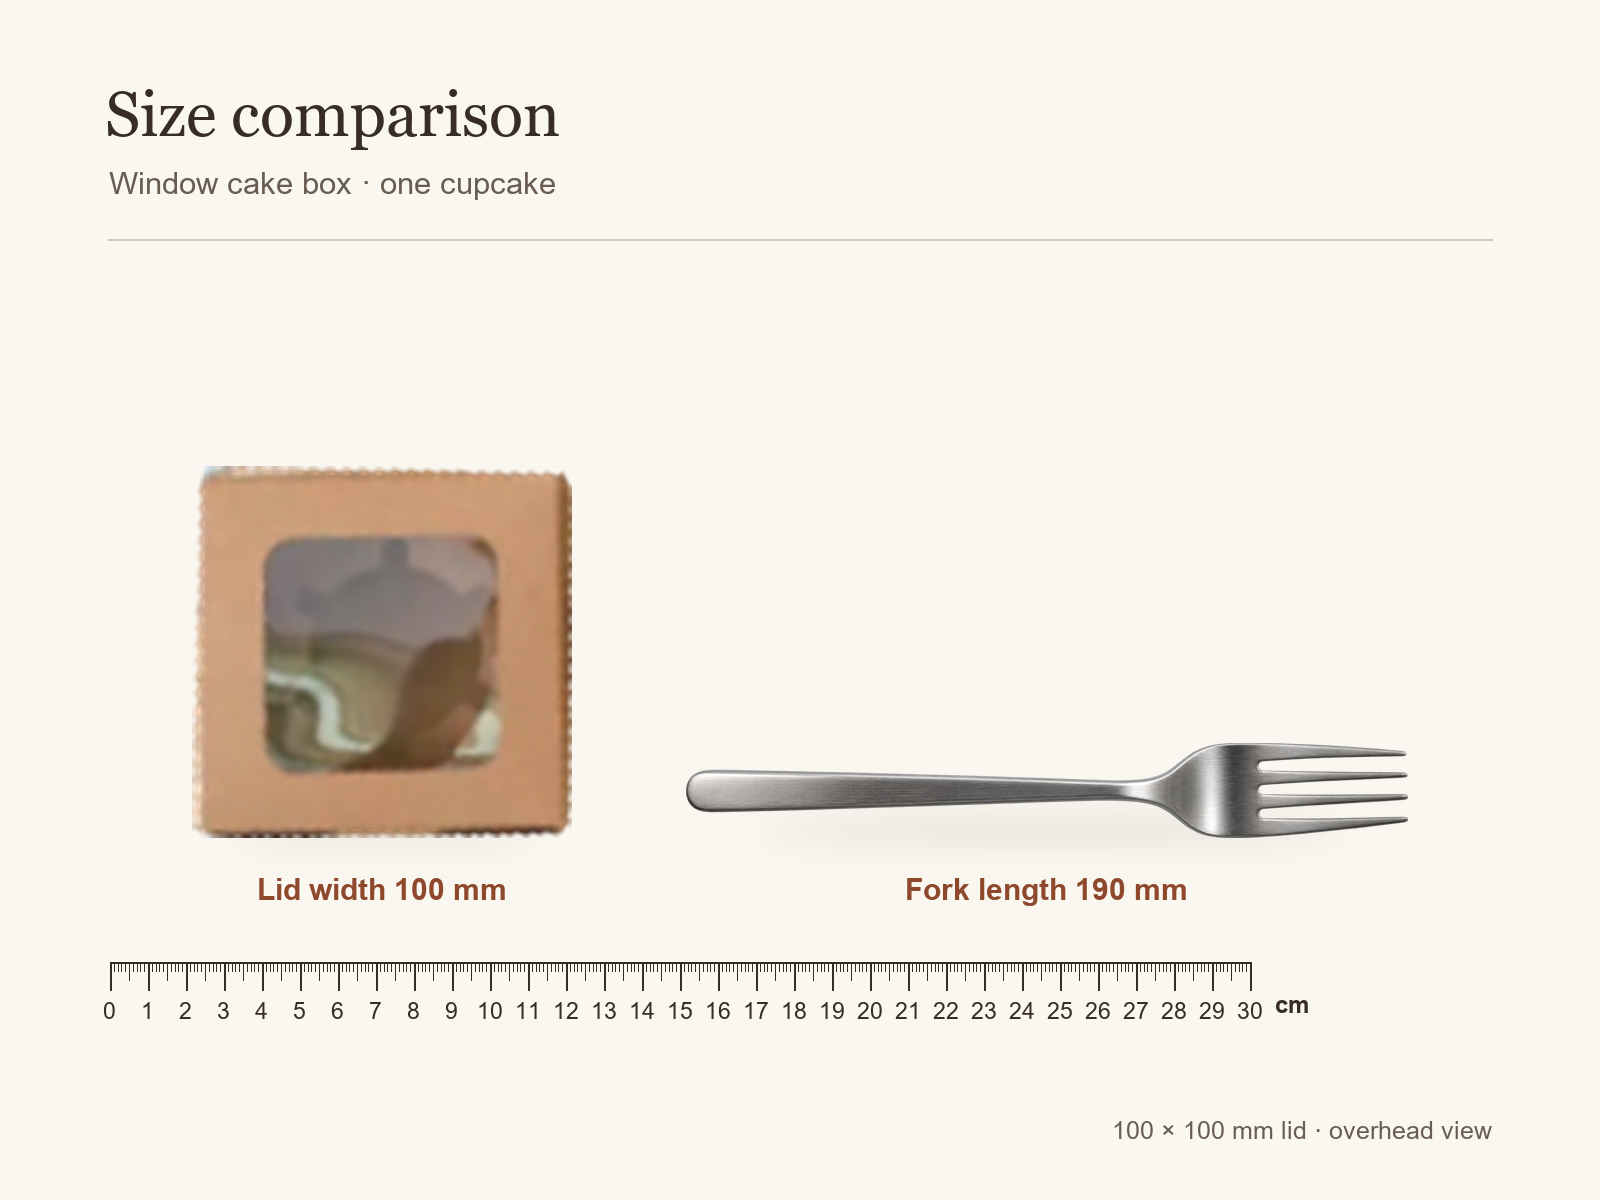 Size comparison
Window cake box · one cupcake
Lid width 100 mm
Fork length 190 mm
0 1 2 3 4 5 6 7 8 9 10 11 12 13 14 15 16 17 18 19 20 21 22 23 24 25 26 27 28 29 30 cm
100 × 100 mm lid · overhead view